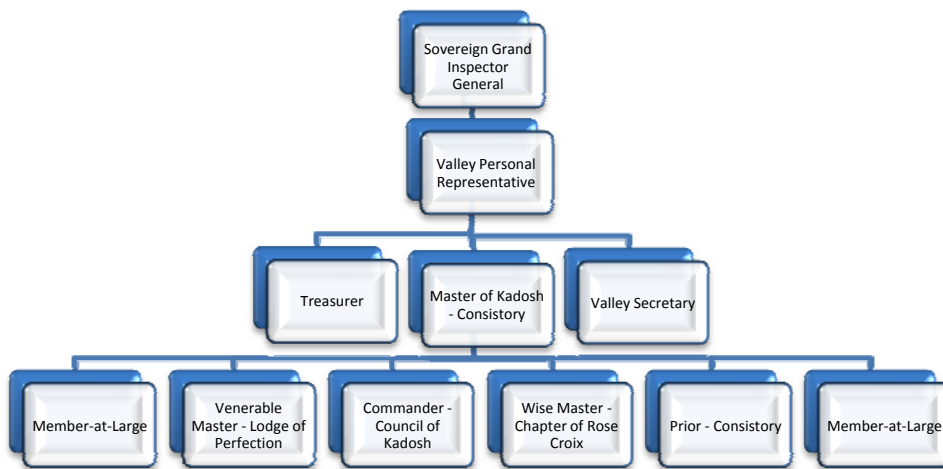 Sovereign Grand
Inspector
General
Valley Personal
Representative
Treasurer
Master of Kadosh
- Consistory
Valley Secretary
Member-at-Large
Venerable
Master - Lodge of
Perfection
Commander -
Council of
Kadosh
Wise Master -
Chapter of Rose
Croix
Prior - Consistory
Member-at-Large